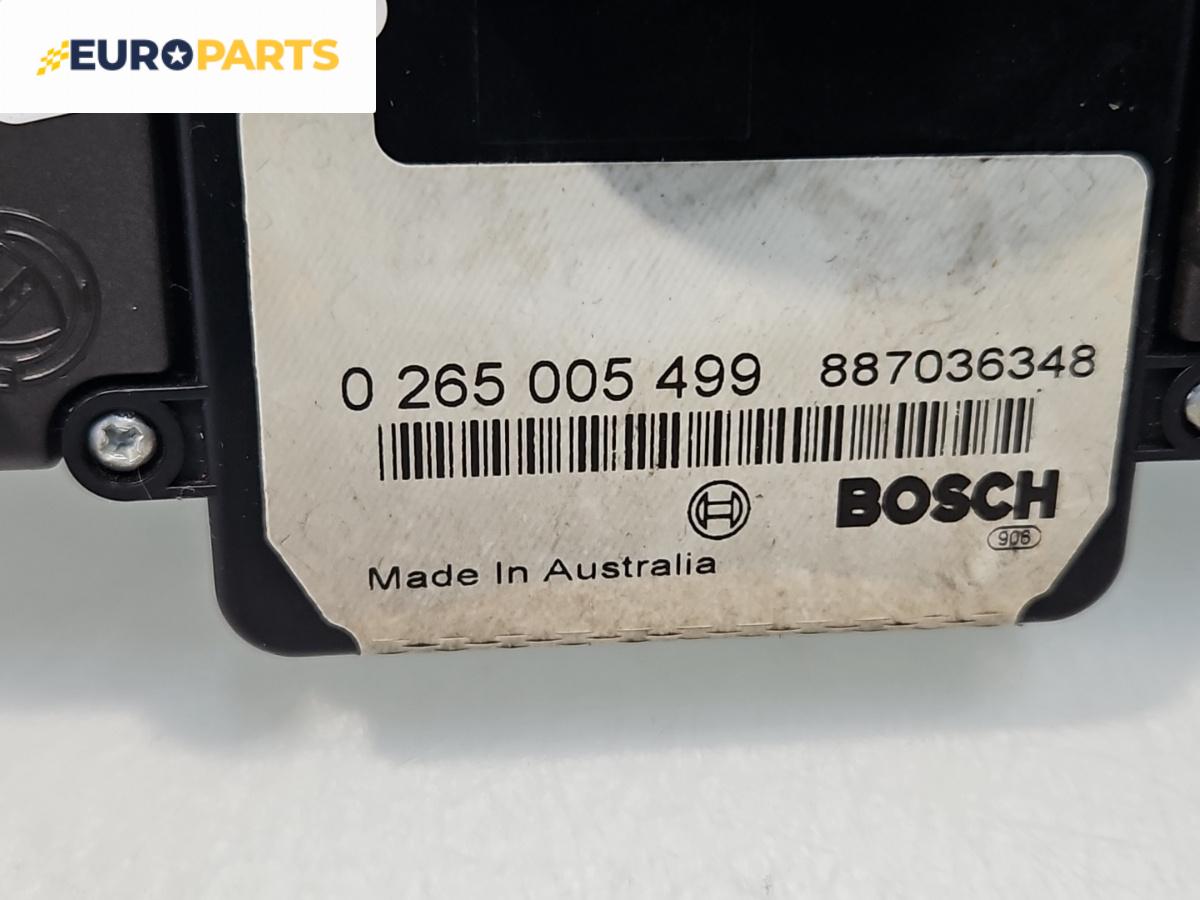 EUROPARTS
0 265 005 499 887036348
BOSCH
906
Made In Australia